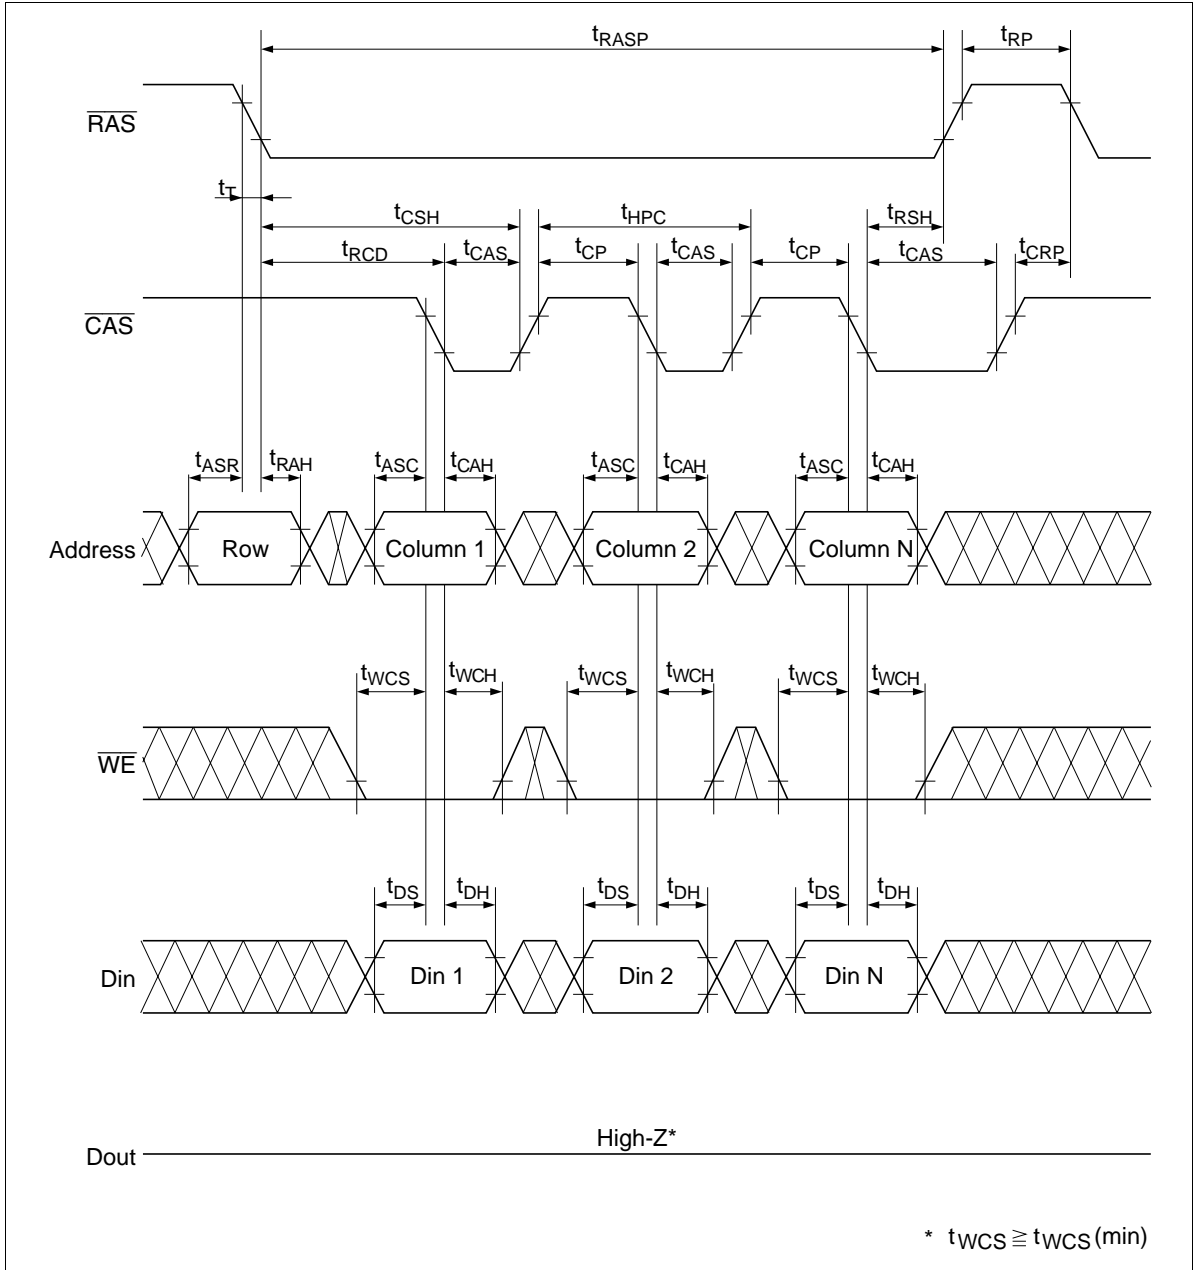 tRASP tRP
RAS
tT
tCSH tHPC tRSH
tRCD tCAS tCP tCAS tCP tCAS tCRP
CAS
tASR tRAH tASC tCAH tASC tCAH tASC tCAH
Address Row Column 1 Column 2 Column N
tWCS tWCH tWCS tWCH tWCS tWCH
WE
tDS tDH tDS tDH tDS tDH
Din Din 1 Din 2 Din N
High-Z*
Dout
* tWCS ≧ tWCS (min)